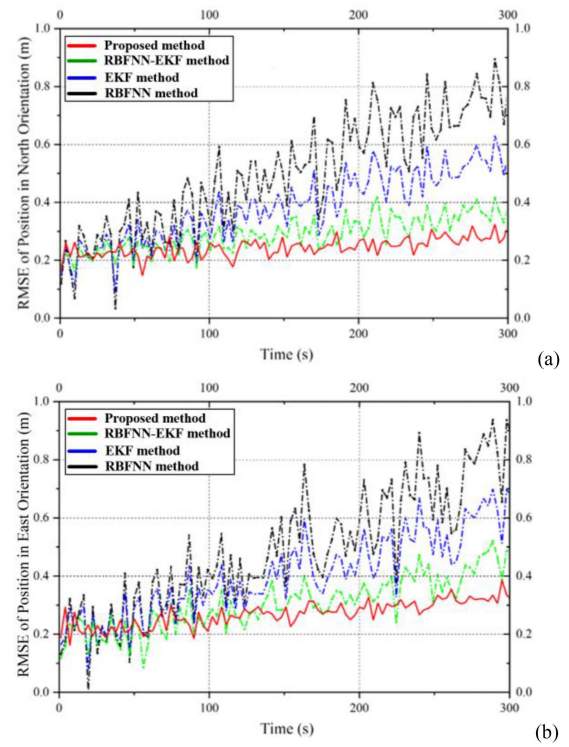 0 100 200 300
1.0 1.0
Proposed method
RBFNN-EKF method
EKF method
RBFNN method
0.8 0.8
0.6 0.6
0.4 0.4
0.2 0.2
0.0 0.0
0 100 200 300
RMSE of Position in North Orientation (m)
Time (s)
(a)
0 100 200 300
1.0 1.0
Proposed method
RBFNN-EKF method
EKF method
RBFNN method
0.8 0.8
0.6 0.6
0.4 0.4
0.2 0.2
0.0 0.0
0 100 200 300
RMSE of Position in East Orientation (m)
Time (s)
(b)